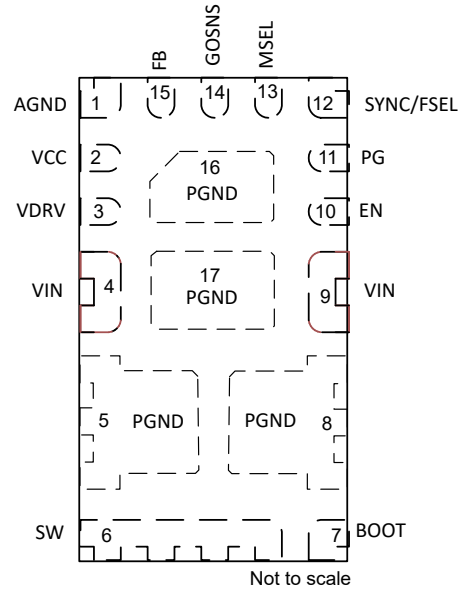 FB
GOSNS
MSEL
AGND 1 15 14 13 12 SYNC/FSEL
VCC 2 11 PG
16
PGND
VDRV 3 10 EN
17
VIN 4 PGND 9 VIN
5 PGND PGND 8
SW 6 7 BOOT
Not to scale